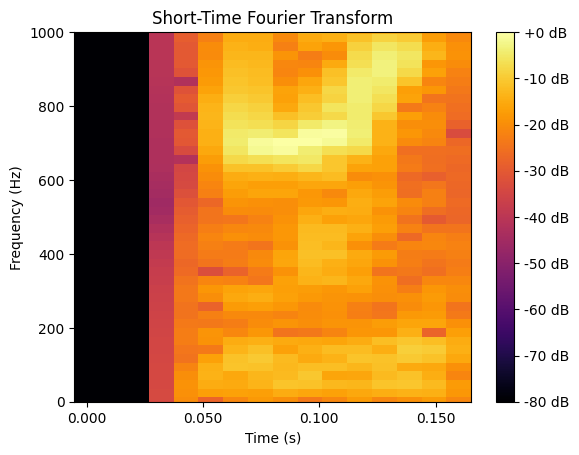 Short-Time Fourier Transform
1000
800
600
400
200
0
Frequency (Hz)
0.000
0.050
0.100
0.150
Time (s)
+0 dB
-10 dB
-20 dB
-30 dB
-40 dB
-50 dB
-60 dB
-70 dB
-80 dB